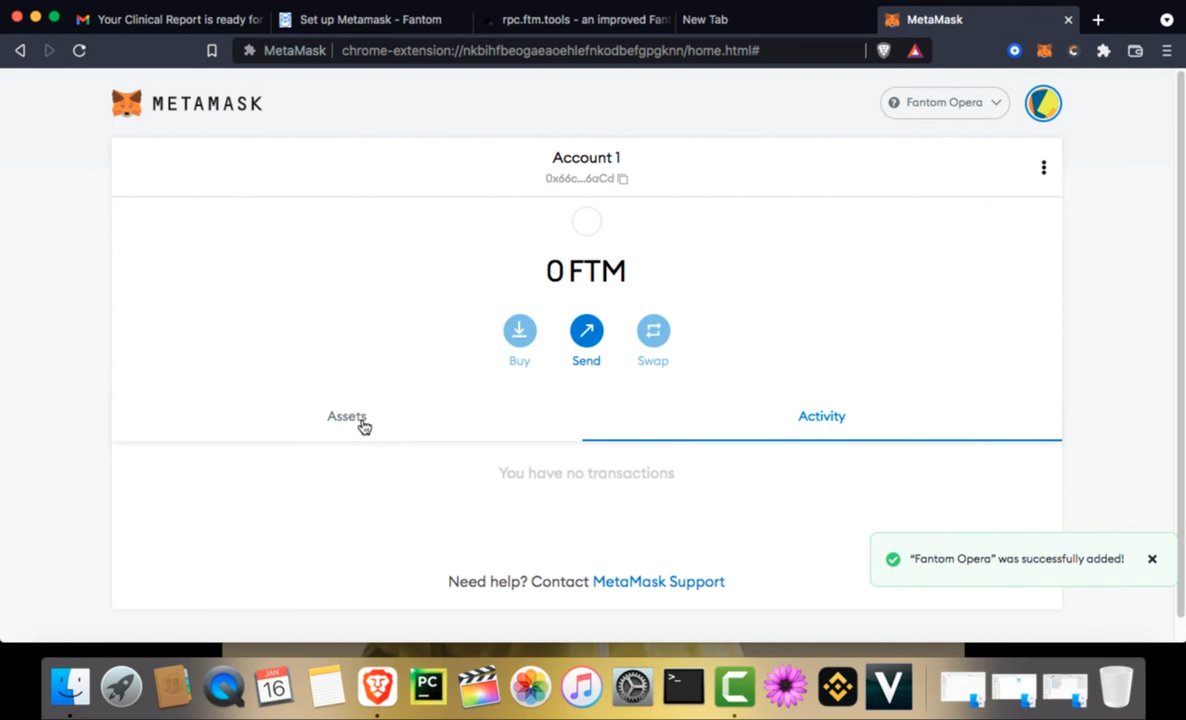 Your Clinical Report is ready for
Set up Metamask - Fantom
rpc.ftm.tools - an improved Fan
New Tab
MetaMask
MetaMask
chrome-extension://nkbihfbeogaeaoehlefnkodbefgpgknn/home.html#
METAMASK
Fantom Opera
Account 1
0x66c...6aCd
0 FTM
Buy
Send
Swap
Assets
Activity
You have no transactions
"Fantom Opera" was successfully added!
Need help? Contact MetaMask Support
JAN
16
PC
>_
C
V